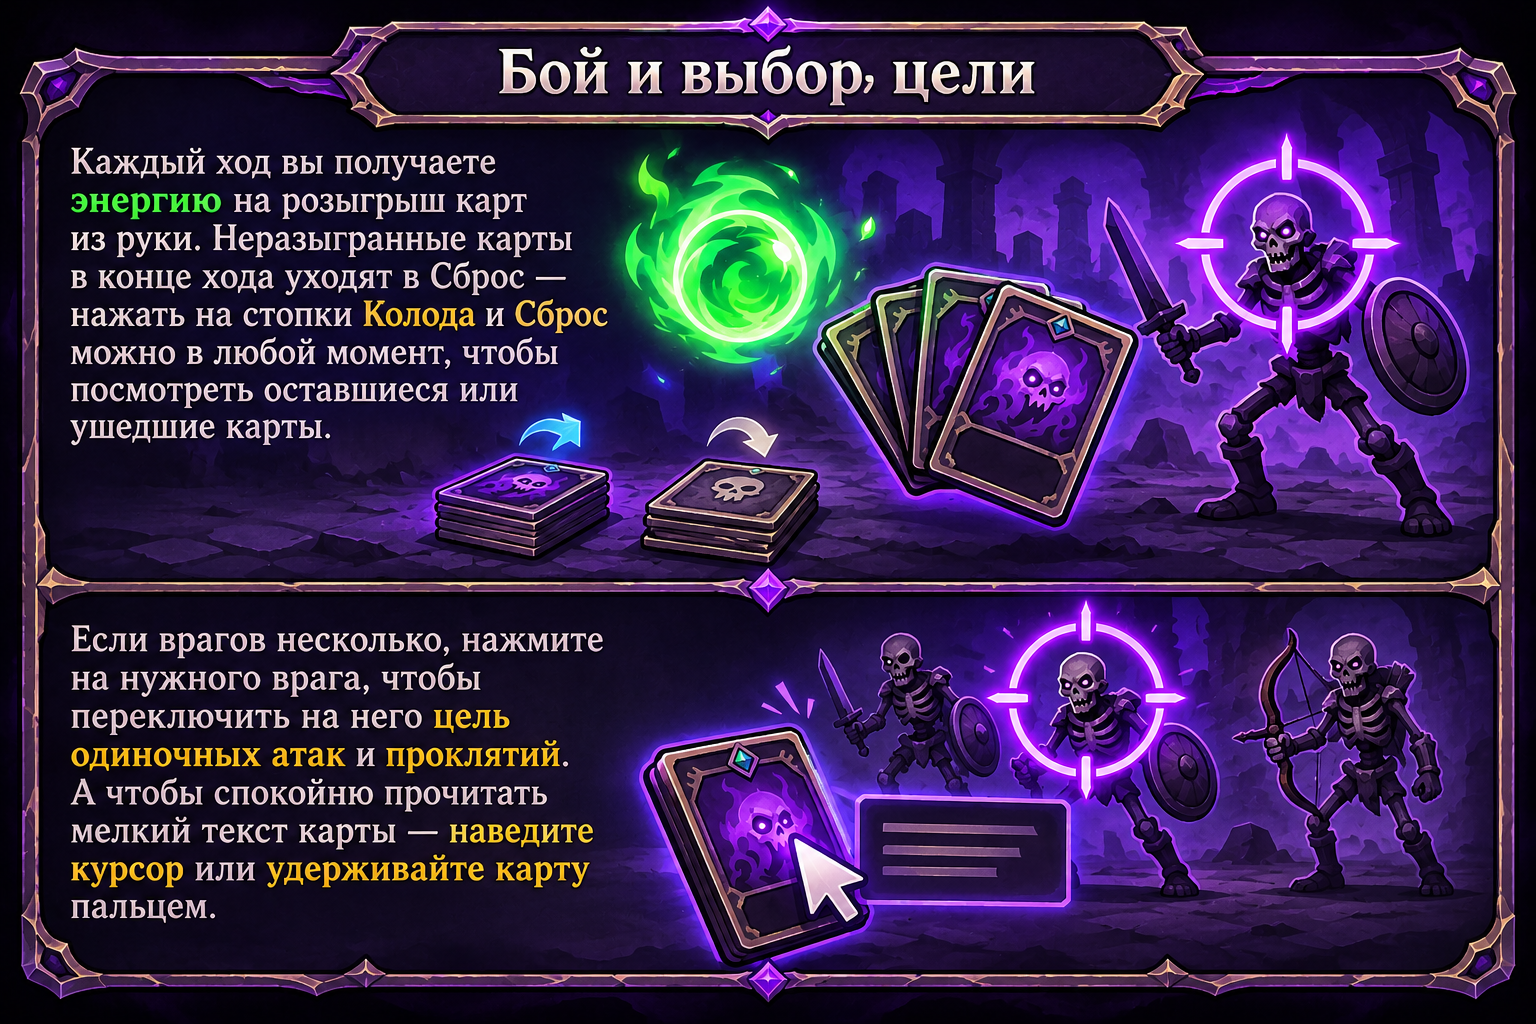 Бой и выбор, цели
Каждый ход вы получаете
энергию на розыгрыш карт
из руки. Неразыгранные карты
в конце хода уходят в Сброс —
нажать на стопки Колода и Сброс
можно в любой момент, чтобы
посмотреть оставшиеся или
ушедшие карты.
Если врагов несколько, нажмите
на нужного врага, чтобы
переключить на него цель
одиночных атак и проклятий.
А чтобы спокойню прочитать
мелкий текст карты — наведите
курсор или удерживайте карту
пальцем.